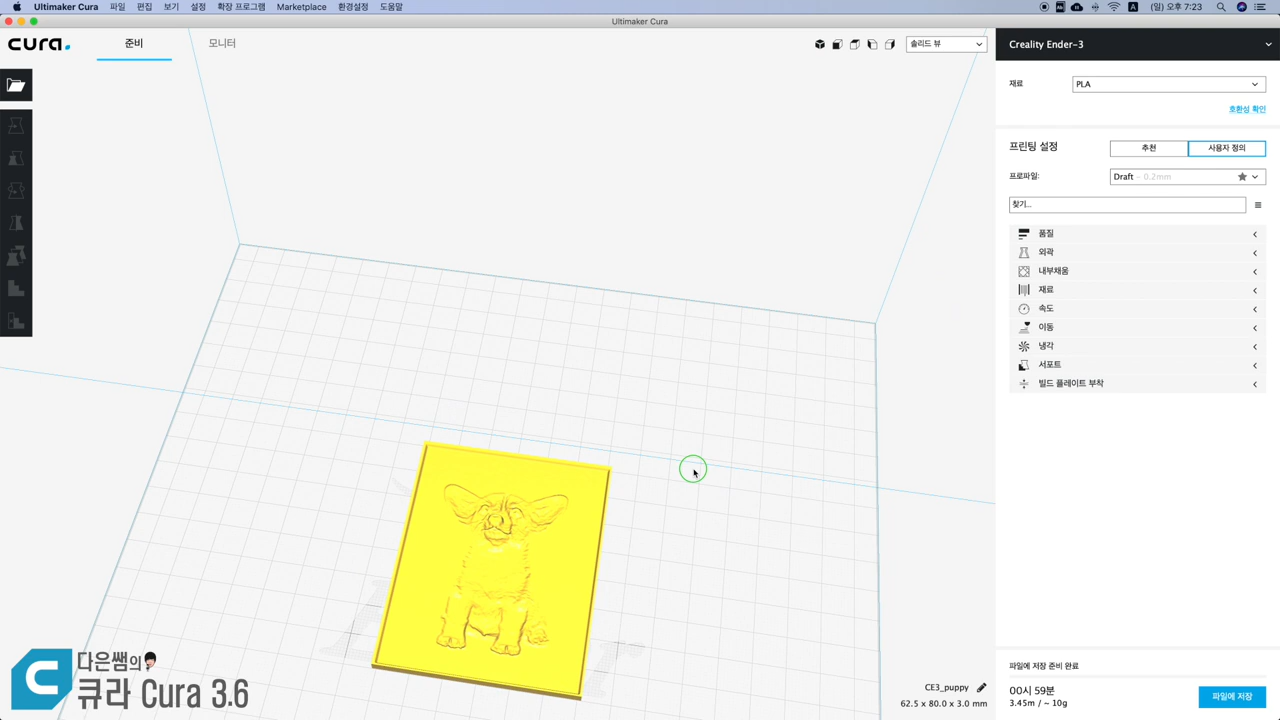 Ultimaker Cura 파일 편집 보기 설정 확장 프로그램 Marketplace 환경설정 도움말 A (일) 오후 7:23
Ultimaker Cura
cura. 준비 모니터 솔리드 뷰
Creality Ender-3
재료 PLA
호환성 확인
프린팅 설정 추천 사용자 정의
프로파일: Draft - 0.2mm
찾기...
품질
외곽
내부채움
재료
속도
이동
냉각
서포트
빌드 플레이트 부착
다은쌤의
큐라 Cura 3.6
CE3_puppy
62.5 x 80.0 x 3.0 mm
파일에 저장 준비 완료
00시 59분
3.45m / ~ 10g
파일에 저장